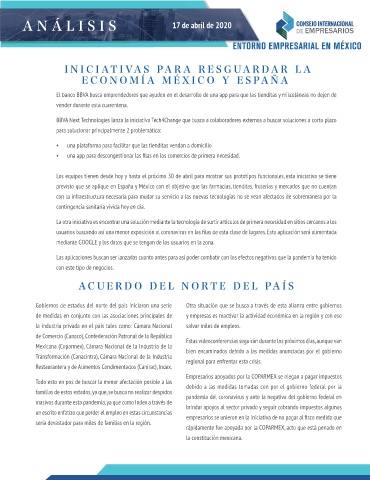 ANÁLISIS
17 de abril de 2020
CONSEJO INTERNACIONAL
DE EMPRESARIOS
ENTORNO EMPRESARIAL EN MÉXICO
INICIATIVAS PARA RESGUARDAR LA
ECONOMÍA MÉXICO Y ESPAÑA
El banco BBVA busca emprendedores que ayuden en el desarrollo de una app para que las tienditas y misceláneas no dejen de
vender durante esta cuarentena.
BBVA Next Technologies lanza la iniciativa Tech4Change que busca a colaboradores externos a buscar soluciones a corto plazo
para solucionar principalmente 2 problemática:
• una plataforma para facilitar que las tienditas vendan a domicilio
• una app para descongestionar las filas en los comercios de primera necesidad.
Los equipos tienen desde hoy y hasta el próximo 30 de abril para mostrar sus prototipos funcionales, esta iniciativa se tiene
previsto que se aplique en España y México con el objetivo que las farmacias, tienditas, fruterías y mercados que no cuentan
con la infraestructura necesaria para mudar su servicio a las nuevas tecnologías no se vean afectados de sobremanera por la
contingencia sanitaria vivida hoy en día.
La otra iniciativa es encontrar una solución mediante la tecnología de surtir artículos de primera necesidad en sitios cercanos a los
usuarios buscando así una menor exposición al coronavirus en las filas de esta clase de lugares. Esta aplicación será alimentada
mediante GOOGLE y los datos que se tengan de los usuarios en la zona.
Las aplicaciones buscan ser lanzadas cuanto antes para así poder combatir con los efectos negativos que la pandemia ha tenido
con este tipo de negocios.
ACUERDO DEL NORTE DEL PAÍS
Gobiernos de estados del norte del país iniciaron una serie
de medidas en conjunto con las asociaciones principales de
la industria privada en el país tales como: Cámara Nacional
de Comercio (Canaco), Confederación Patronal de la República
Mexicana (Coparmex), Cámara Nacional de la Industria de la
Transformación (Canacintra), Cámara Nacional de la Industria
Restaurantera y de Alimentos Condimentados (Canirac), Index.
Todo esto en pos de buscar la menor afectación posible a las
familias de estos estados, ya que, se busca no realizar despidos
masivos durante esta pandemia, ya que como Index a través de
un escrito enfatizo que perder el empleo en estas circunstancias
sería devastador para miles de familias en la región.
Otra situación que se busca a través de esta alianza entre gobiernos
y empresas es reactivar la actividad económica en la región y con eso
salvar miles de empleos.
Estas videoconferencias seguirán durante los próximos días, aunque van
bien encaminados debido a las medidas anunciadas por el gobierno
regional para enfrentar esta crisis.
Empresarios apoyados por la COPARMEX se niegan a pagar impuestos
debido a las medidas tomadas con por el gobierno federal por la
pandemia del coronavirus y ante la negativa del gobierno federal en
brindar apoyos al sector privado y seguir cobrando impuestos algunos
empresarios se unieron en la iniciativa de no pagar al fisco medida que
rápidamente fue apoyada por la COPARMEX, acto que está penado en
la constitución mexicana.